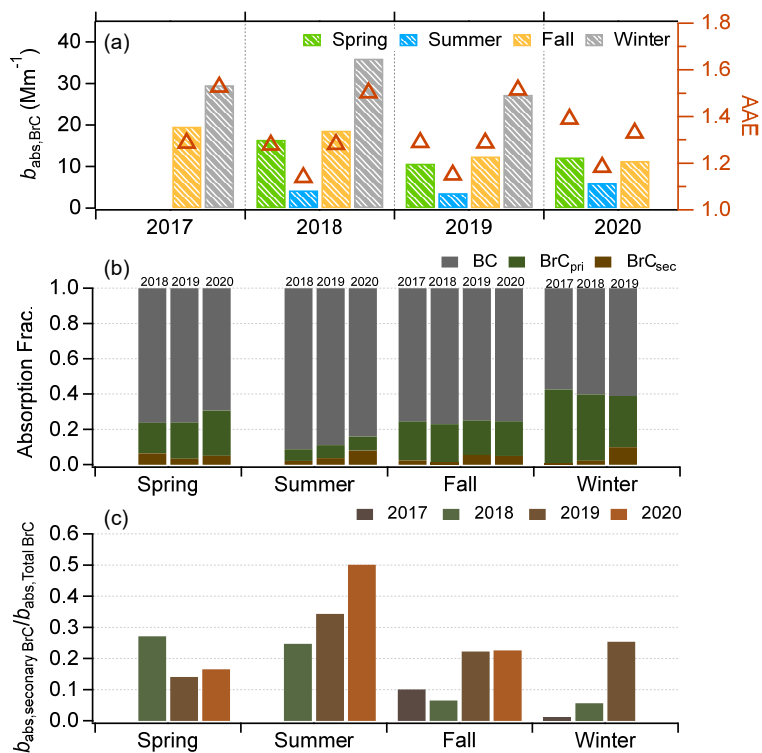 (a)
Spring Summer Fall Winter
b_abs,BrC (Mm⁻¹)
40
30
20
10
0
1.8
1.6
1.4
1.2
1.0
AAE
2017 2018 2019 2020
(b)
BC BrC_pri BrC_sec
Absorption Frac.
1.0
0.8
0.6
0.4
0.2
0.0
2018 2019 2020
2018 2019 2020
2017 2018 2019 2020
2017 2018 2019
Spring Summer Fall Winter
(c)
2017 2018 2019 2020
b_abs,seconary BrC/b_abs,Total BrC
0.6
0.5
0.4
0.3
0.2
0.1
0.0
Spring Summer Fall Winter